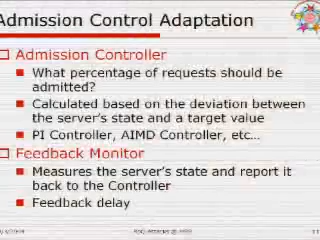 Admission Control Adaptation
Admission Controller
What percentage of requests should be
admitted?
Calculated based on the deviation between
the server's state and a target value
PI Controller, AIMD Controller, etc…
Feedback Monitor
Measures the server's state and report it
back to the Controller
Feedback delay